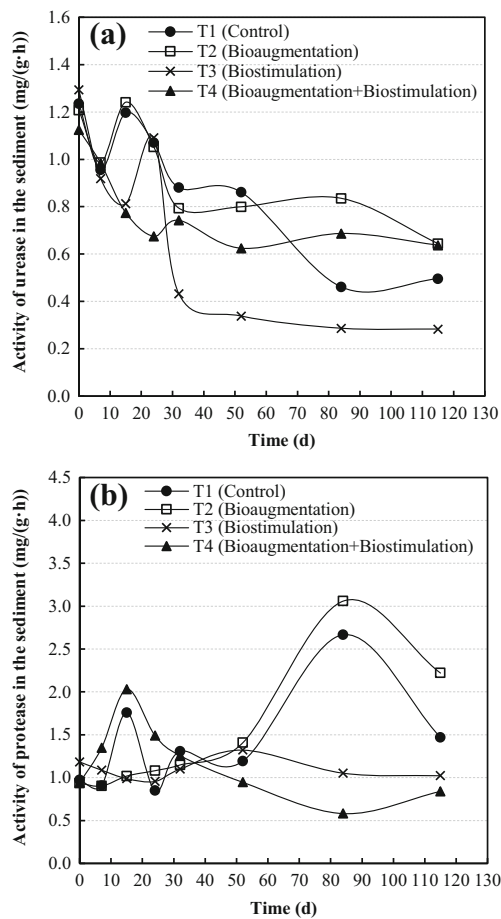 (a)
T1 (Control)
T2 (Bioaugmentation)
T3 (Biostimulation)
T4 (Bioaugmentation+Biostimulation)
Activity of urease in the sediment (mg/(g·h))
1.6
1.4
1.2
1.0
0.8
0.6
0.4
0.2
0.0
0 10 20 30 40 50 60 70 80 90 100 110 120 130
Time (d)
(b)
T1 (Control)
T2 (Bioaugmentation)
T3 (Biostimulation)
T4 (Bioaugmentation+Biostimulation)
Activity of protease in the sediment (mg/(g·h))
4.5
4.0
3.5
3.0
2.5
2.0
1.5
1.0
0.5
0.0
0 10 20 30 40 50 60 70 80 90 100 110 120 130
Time (d)